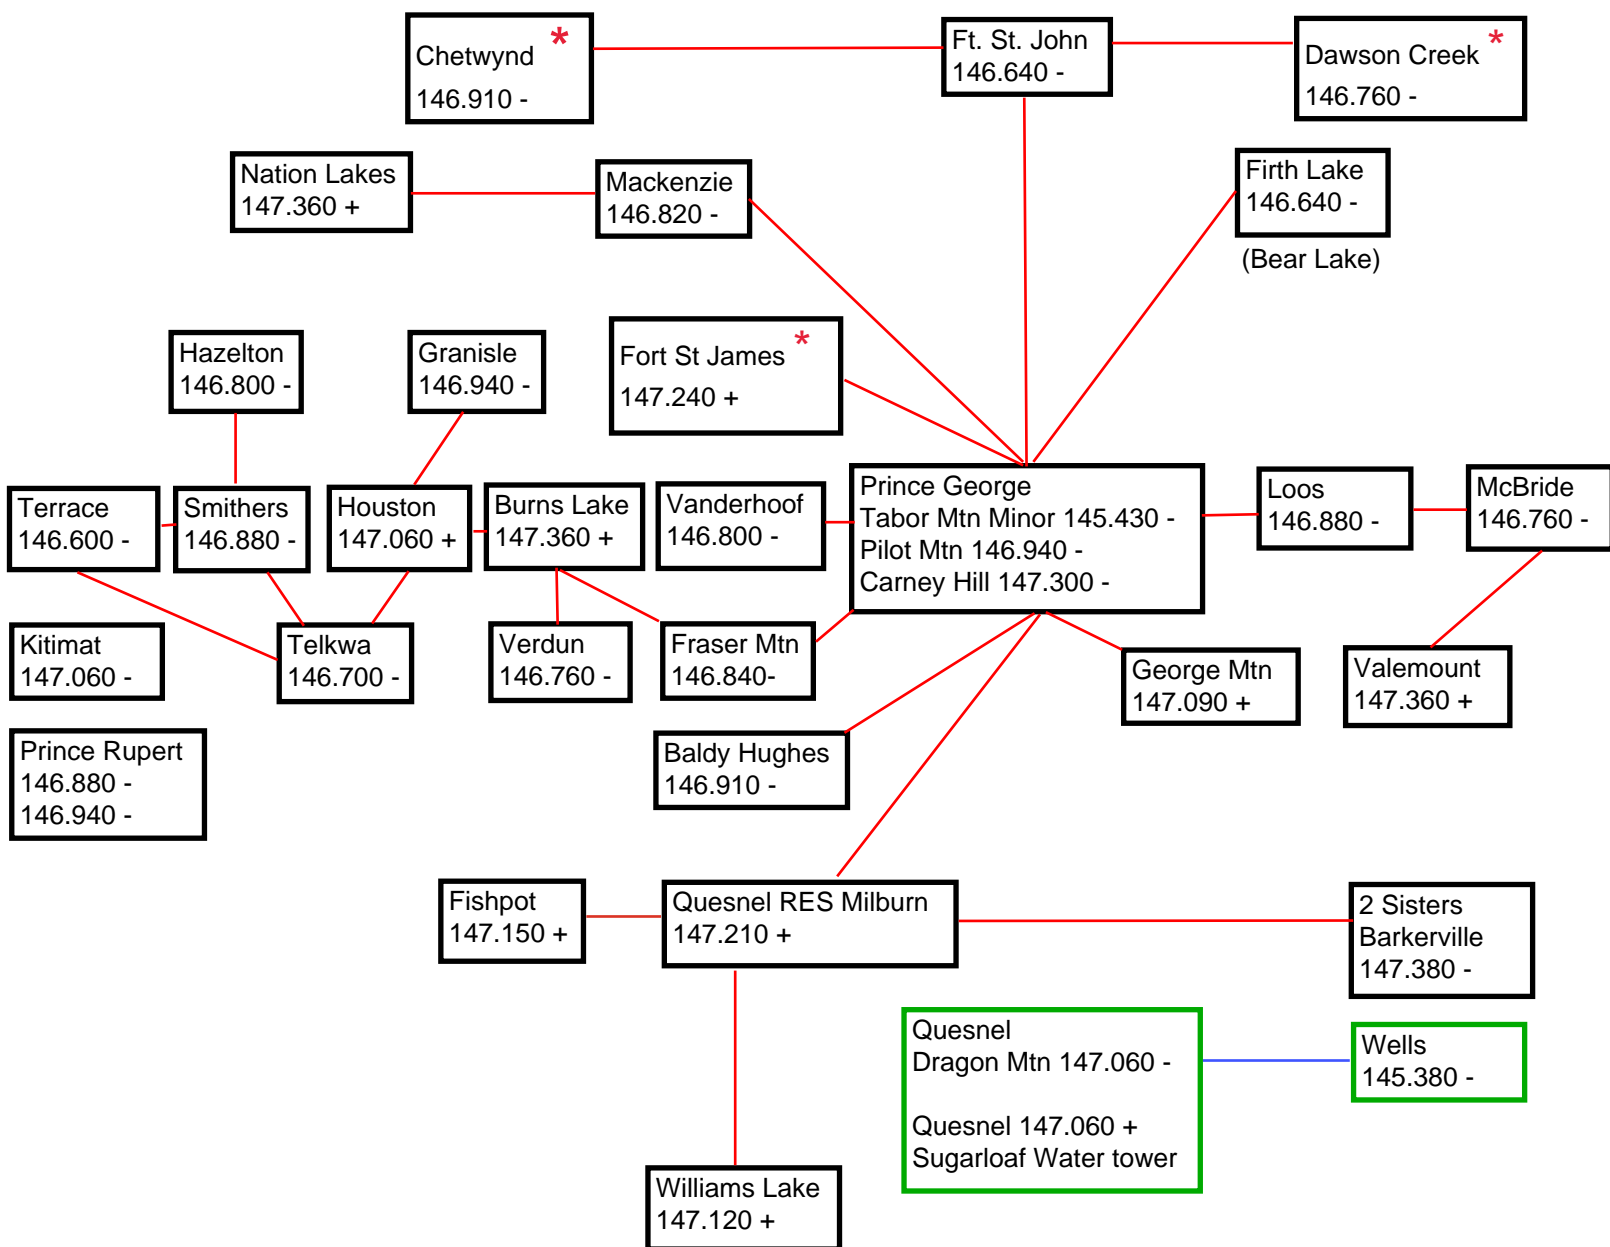 Chetwynd *
146.910 -
Ft. St. John
146.640 -
Dawson Creek *
146.760 -
Nation Lakes
147.360 +
Mackenzie
146.820 -
Firth Lake
146.640 -
(Bear Lake)
Hazelton
146.800 -
Granisle
146.940 -
Fort St James *
147.240 +
Terrace
146.600 -
Smithers
146.880 -
Houston
147.060 +
Burns Lake
147.360 +
Vanderhoof
146.800 -
Prince George
Tabor Mtn Minor 145.430 -
Pilot Mtn 146.940 -
Carney Hill 147.300 -
Loos
146.880 -
McBride
146.760 -
Kitimat
147.060 -
Telkwa
146.700 -
Verdun
146.760 -
Fraser Mtn
146.840-
George Mtn
147.090 +
Valemount
147.360 +
Prince Rupert
146.880 -
146.940 -
Baldy Hughes
146.910 -
Fishpot
147.150 +
Quesnel RES Milburn
147.210 +
2 Sisters
Barkerville
147.380 -
Quesnel
Dragon Mtn 147.060 -
Quesnel 147.060 +
Sugarloaf Water tower
Wells
145.380 -
Williams Lake
147.120 +